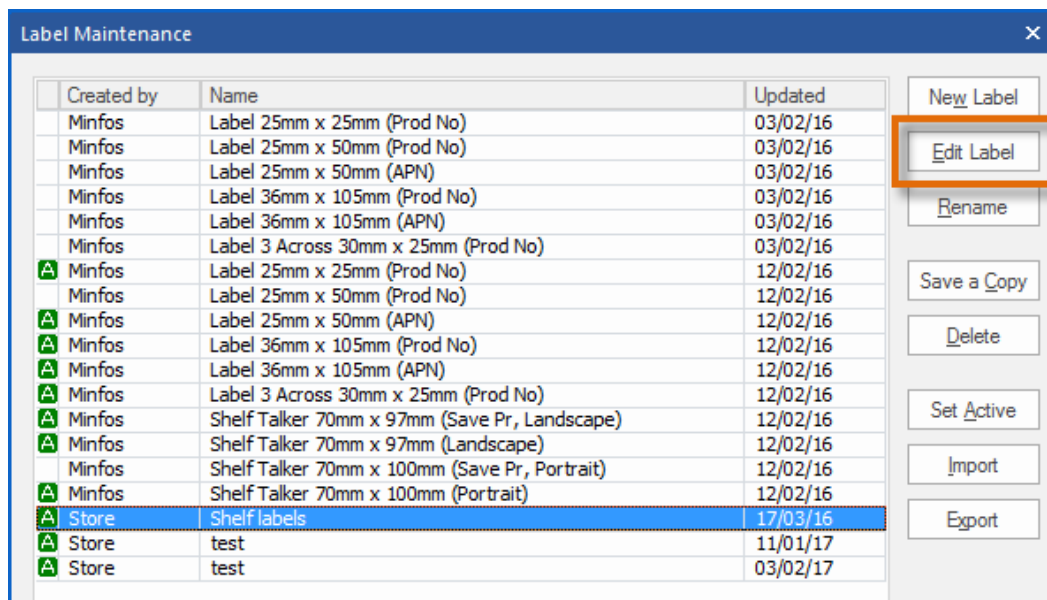 Label Maintenance
Created by Name Updated
Minfos Label 25mm x 25mm (Prod No) 03/02/16
Minfos Label 25mm x 50mm (Prod No) 03/02/16
Minfos Label 25mm x 50mm (APN) 03/02/16
Minfos Label 36mm x 105mm (Prod No) 03/02/16
Minfos Label 36mm x 105mm (APN) 03/02/16
Minfos Label 3 Across 30mm x 25mm (Prod No) 03/02/16
A Minfos Label 25mm x 25mm (Prod No) 12/02/16
Minfos Label 25mm x 50mm (Prod No) 12/02/16
A Minfos Label 25mm x 50mm (APN) 12/02/16
A Minfos Label 36mm x 105mm (Prod No) 12/02/16
A Minfos Label 36mm x 105mm (APN) 12/02/16
A Minfos Label 3 Across 30mm x 25mm (Prod No) 12/02/16
A Minfos Shelf Talker 70mm x 97mm (Save Pr, Landscape) 12/02/16
A Minfos Shelf Talker 70mm x 97mm (Landscape) 12/02/16
Minfos Shelf Talker 70mm x 100mm (Save Pr, Portrait) 12/02/16
A Minfos Shelf Talker 70mm x 100mm (Portrait) 12/02/16
A Store Shelf labels 17/03/16
A Store test 11/01/17
A Store test 03/02/17
New Label
Edit Label
Rename
Save a Copy
Delete
Set Active
Import
Export